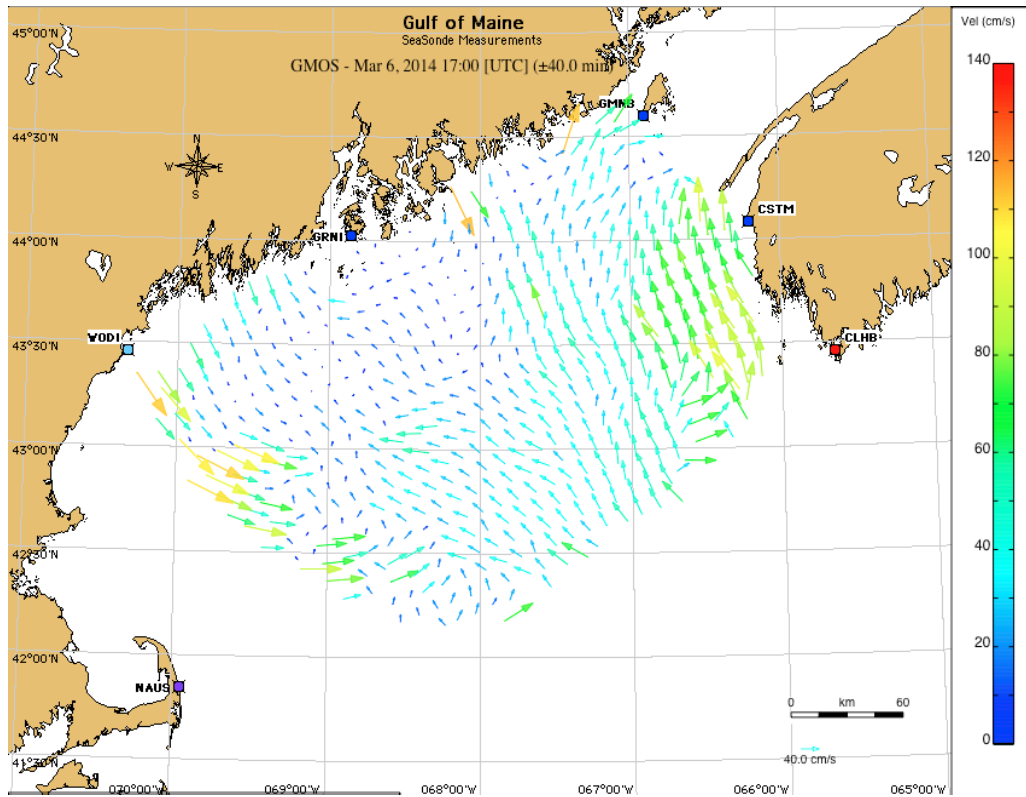 Gulf of Maine
SeaSonde Measurements
GMOS - Mar 6, 2014 17:00 [UTC] (±40.0 min)
Vel (cm/s)
140
120
100
80
60
40
20
0
45°00'N
44°30'N
44°00'N
43°30'N
43°00'N
42°30'N
42°00'N
41°30'N
N
W E
S
GMNB
CSTM
GRNI
WODI
CLHB
NAUS
0 km 60
40.0 cm/s
070°00'W 069°00'W 068°00'W 067°00'W 066°00'W 065°00'W